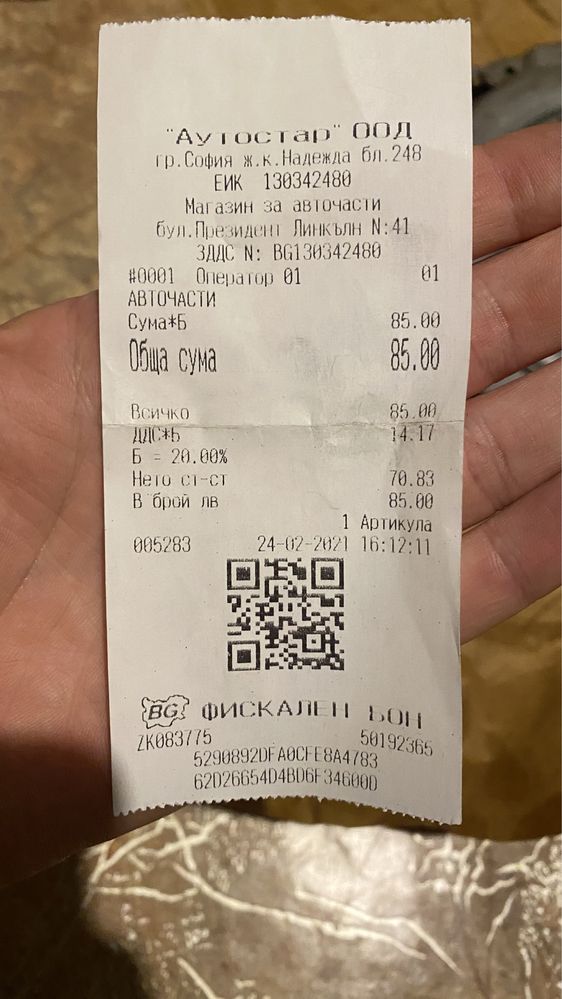 "Аутостар" ООД
гр.София ж.к.Надежда бл.248
ЕИК 130342480
Магазин за авточасти
бул.Президент Линкълн N:41
ЗДДС N: BG130342480
#0001 Оператор 01 01
АВТОЧАСТИ
Сума*Б 85.00
Обща сума 85.00
Всичко 85.00
ДДС*Б 14.17
Б = 20.00%
Нето ст-ст 70.83
В брой лв 85.00
1 Артикула
005283 24-02-2021 16:12:11
BG ФИСКАЛЕН БОН
ZK083775 50192365
5290892DFA0CFE8A4783
62D26654D4BD6F34600D